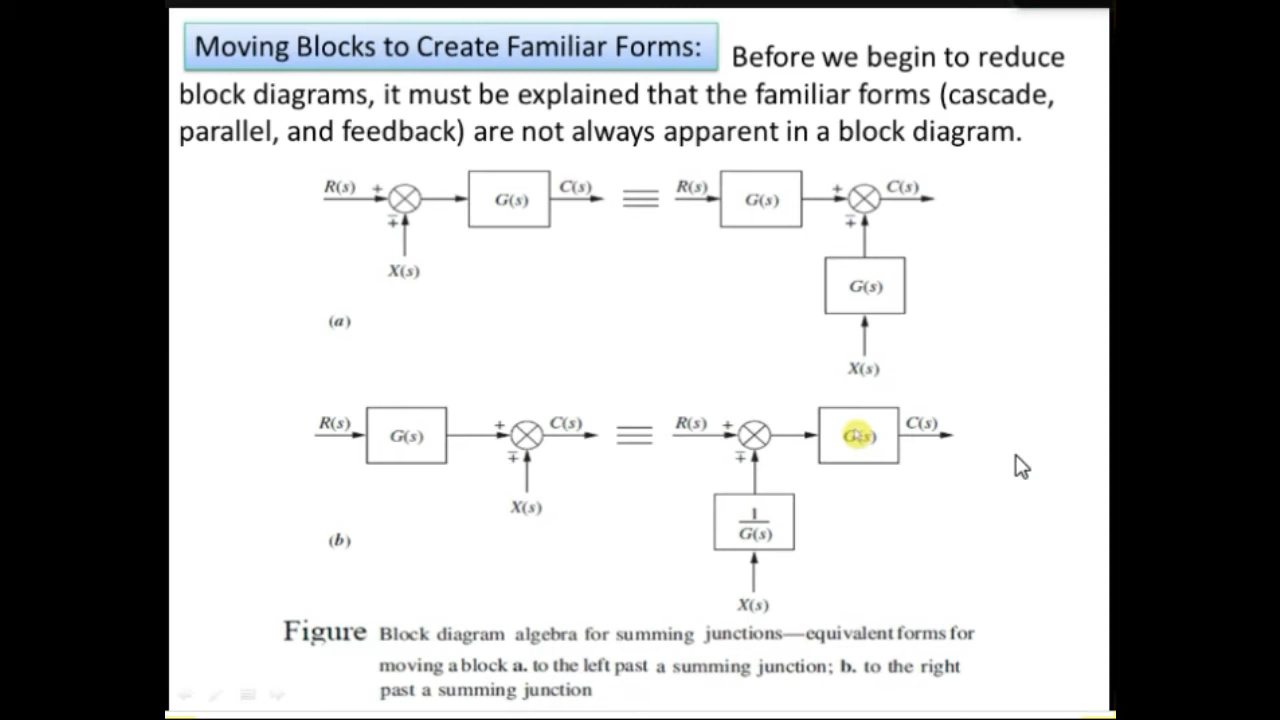 Moving Blocks to Create Familiar Forms: Before we begin to reduce
block diagrams, it must be explained that the familiar forms (cascade,
parallel, and feedback) are not always apparent in a block diagram.
R(s) + G(s) C(s) R(s) G(s) + C(s)
∓ ∓
X(s)
G(s)
(a)
X(s)
R(s) G(s) + C(s) R(s) + G(s) C(s)
∓ ∓
X(s)
1
G(s)
(b)
X(s)
Figure Block diagram algebra for summing junctions—equivalent forms for
moving a block a. to the left past a summing junction; b. to the right
past a summing junction